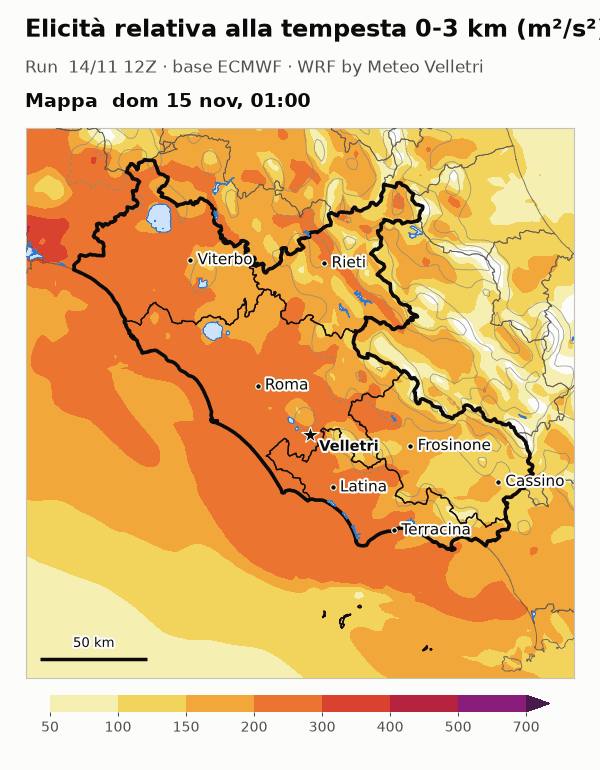 Elicità relativa alla tempesta 0-3 km (m²/s²)
Run 14/11 12Z · base ECMWF · WRF by Meteo Velletri
Mappa dom 15 nov, 01:00
Viterbo
Rieti
Roma
Velletri
Frosinone
Latina
Cassino
Terracina
50 km
50 100 150 200 300 400 500 700